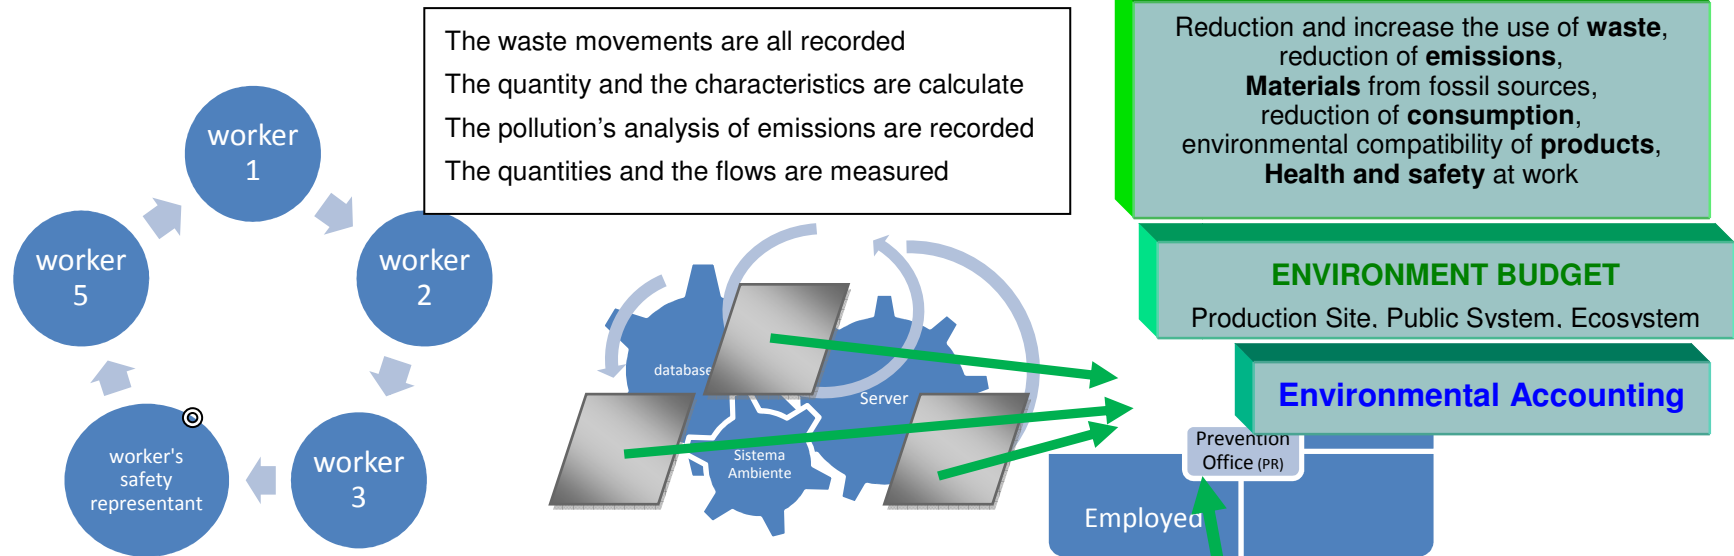 The waste movements are all recorded
The quantity and the characteristics are calculate
The pollution’s analysis of emissions are recorded
The quantities and the flows are measured
Reduction and increase the use of waste,
reduction of emissions,
Materials from fossil sources,
reduction of consumption,
environmental compatibility of products,
Health and safety at work
ENVIRONMENT BUDGET
Production Site, Public System, Ecosystem
Environmental Accounting
worker
1
worker
2
worker
3
worker's
safety
representant
worker
5
database
Server
Sistema
Ambiente
Prevention
Office (PR)
Employed